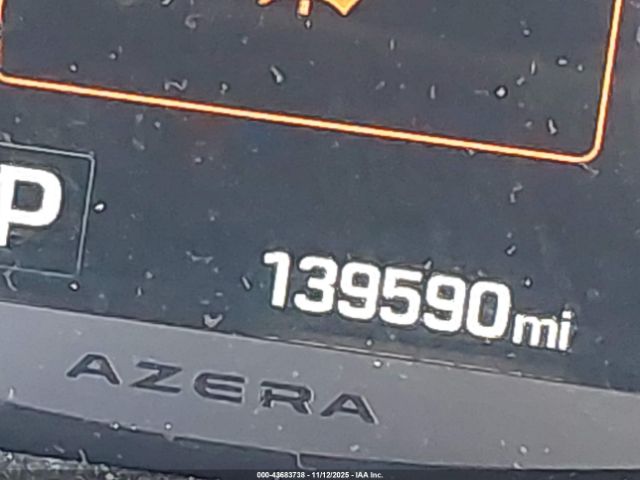 P
139590mi
AZERA
000-43683738 - 11/12/2025 - IAA Inc.